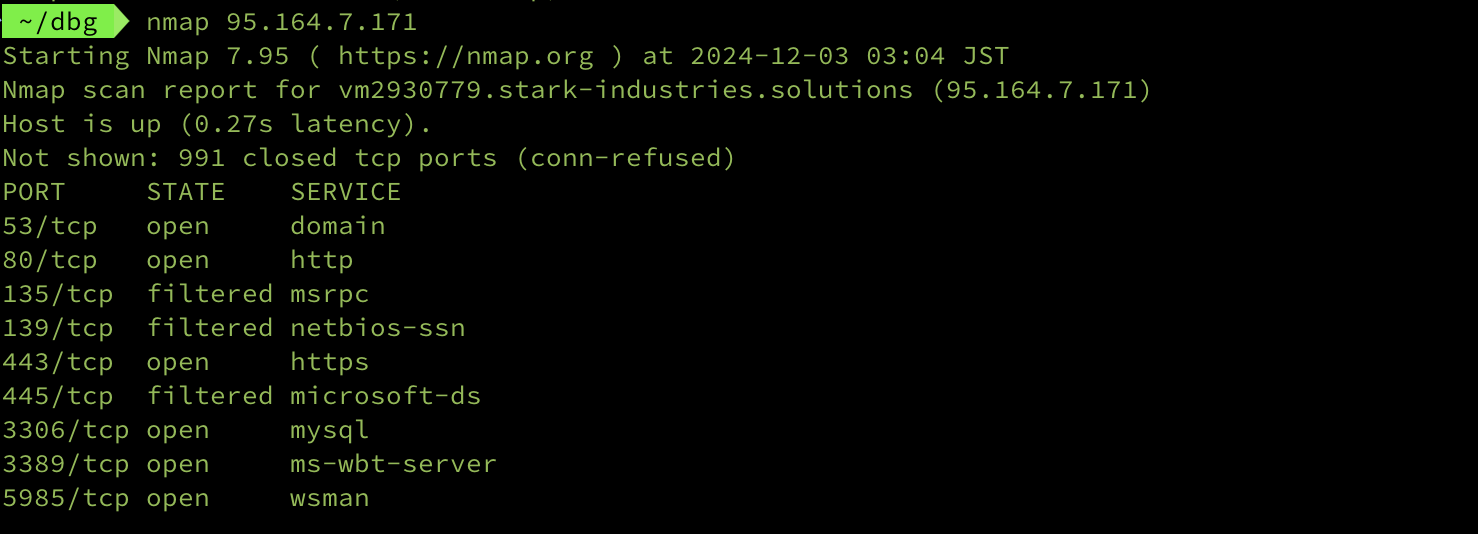 ~/dbg nmap 95.164.7.171
Starting Nmap 7.95 ( https://nmap.org ) at 2024-12-03 03:04 JST
Nmap scan report for vm2930779.stark-industries.solutions (95.164.7.171)
Host is up (0.27s latency).
Not shown: 991 closed tcp ports (conn-refused)
PORT     STATE    SERVICE
53/tcp   open     domain
80/tcp   open     http
135/tcp  filtered msrpc
139/tcp  filtered netbios-ssn
443/tcp  open     https
445/tcp  filtered microsoft-ds
3306/tcp open     mysql
3389/tcp open     ms-wbt-server
5985/tcp open     wsman